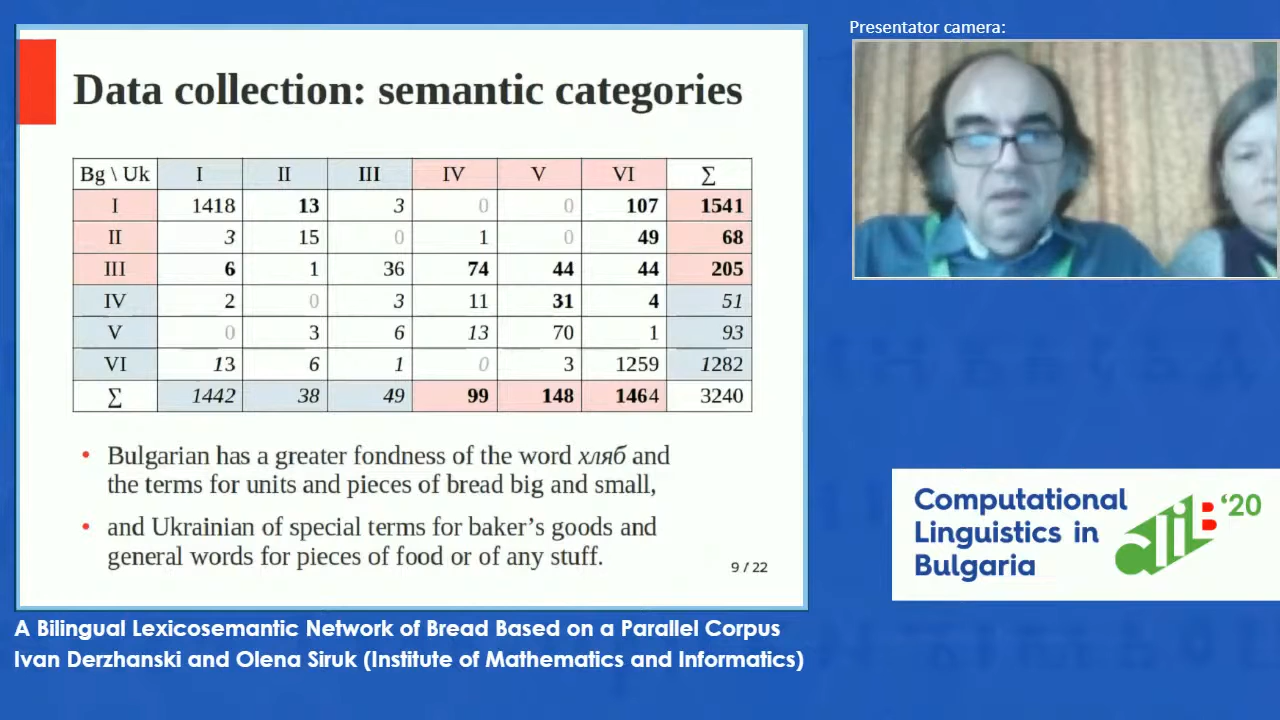 Presentator camera:
Data collection: semantic categories
Bg \ Uk I II III IV V VI ∑
I 1418 13 3 0 0 107 1541
II 3 15 0 1 0 49 68
III 6 1 36 74 44 44 205
IV 2 0 3 11 31 4 51
V 0 3 6 13 70 1 93
VI 13 6 1 0 3 1259 1282
∑ 1442 38 49 99 148 1464 3240
• Bulgarian has a greater fondness of the word хляб and
the terms for units and pieces of bread big and small,
• and Ukrainian of special terms for baker’s goods and
general words for pieces of food or of any stuff.
9 / 22
Computational
Linguistics in
Bulgaria
clib ‘20
A Bilingual Lexicosemantic Network of Bread Based on a Parallel Corpus
Ivan Derzhanski and Olena Siruk (Institute of Mathematics and Informatics)